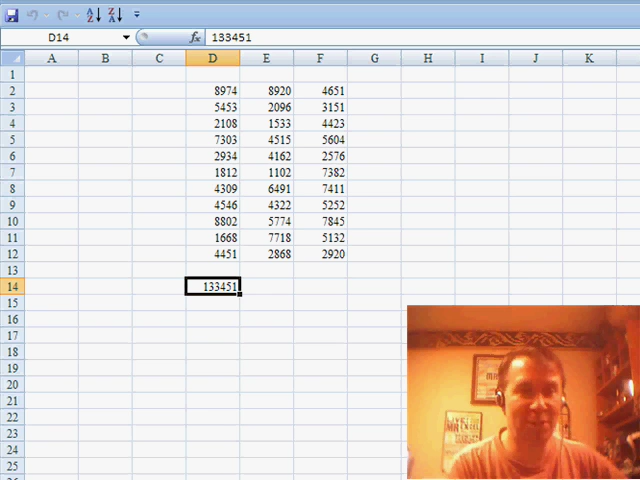 A Z Z A
D14 fx 133451
A B C D E F G H I J K
1
2 8974 8920 4651
3 5453 2096 3151
4 2108 1533 4423
5 7303 4515 5604
6 2934 4162 2576
7 1812 1102 7382
8 4309 6491 7411
9 4546 4322 5252
10 8802 5774 7845
11 1668 7718 5132
12 4451 2868 2920
13
14 133451
15
16
17
18
19
20
21
22
23
24
25